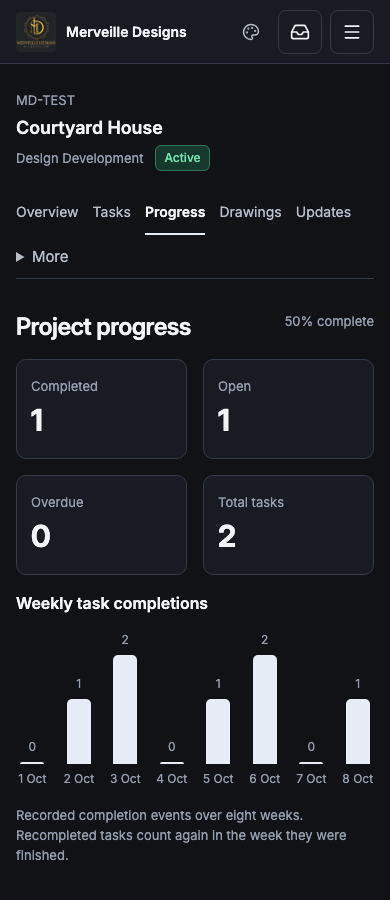 MERVEILLE DESIGNS
Merveille Designs
MD-TEST
Courtyard House
Design Development Active
Overview Tasks Progress Drawings Updates
More
Project progress 50% complete
Completed Open
1 1
Overdue Total tasks
0 2
Weekly task completions
0 1 2 0 1 2 0 1
1 Oct 2 Oct 3 Oct 4 Oct 5 Oct 6 Oct 7 Oct 8 Oct
Recorded completion events over eight weeks.
Recompleted tasks count again in the week they were
finished.